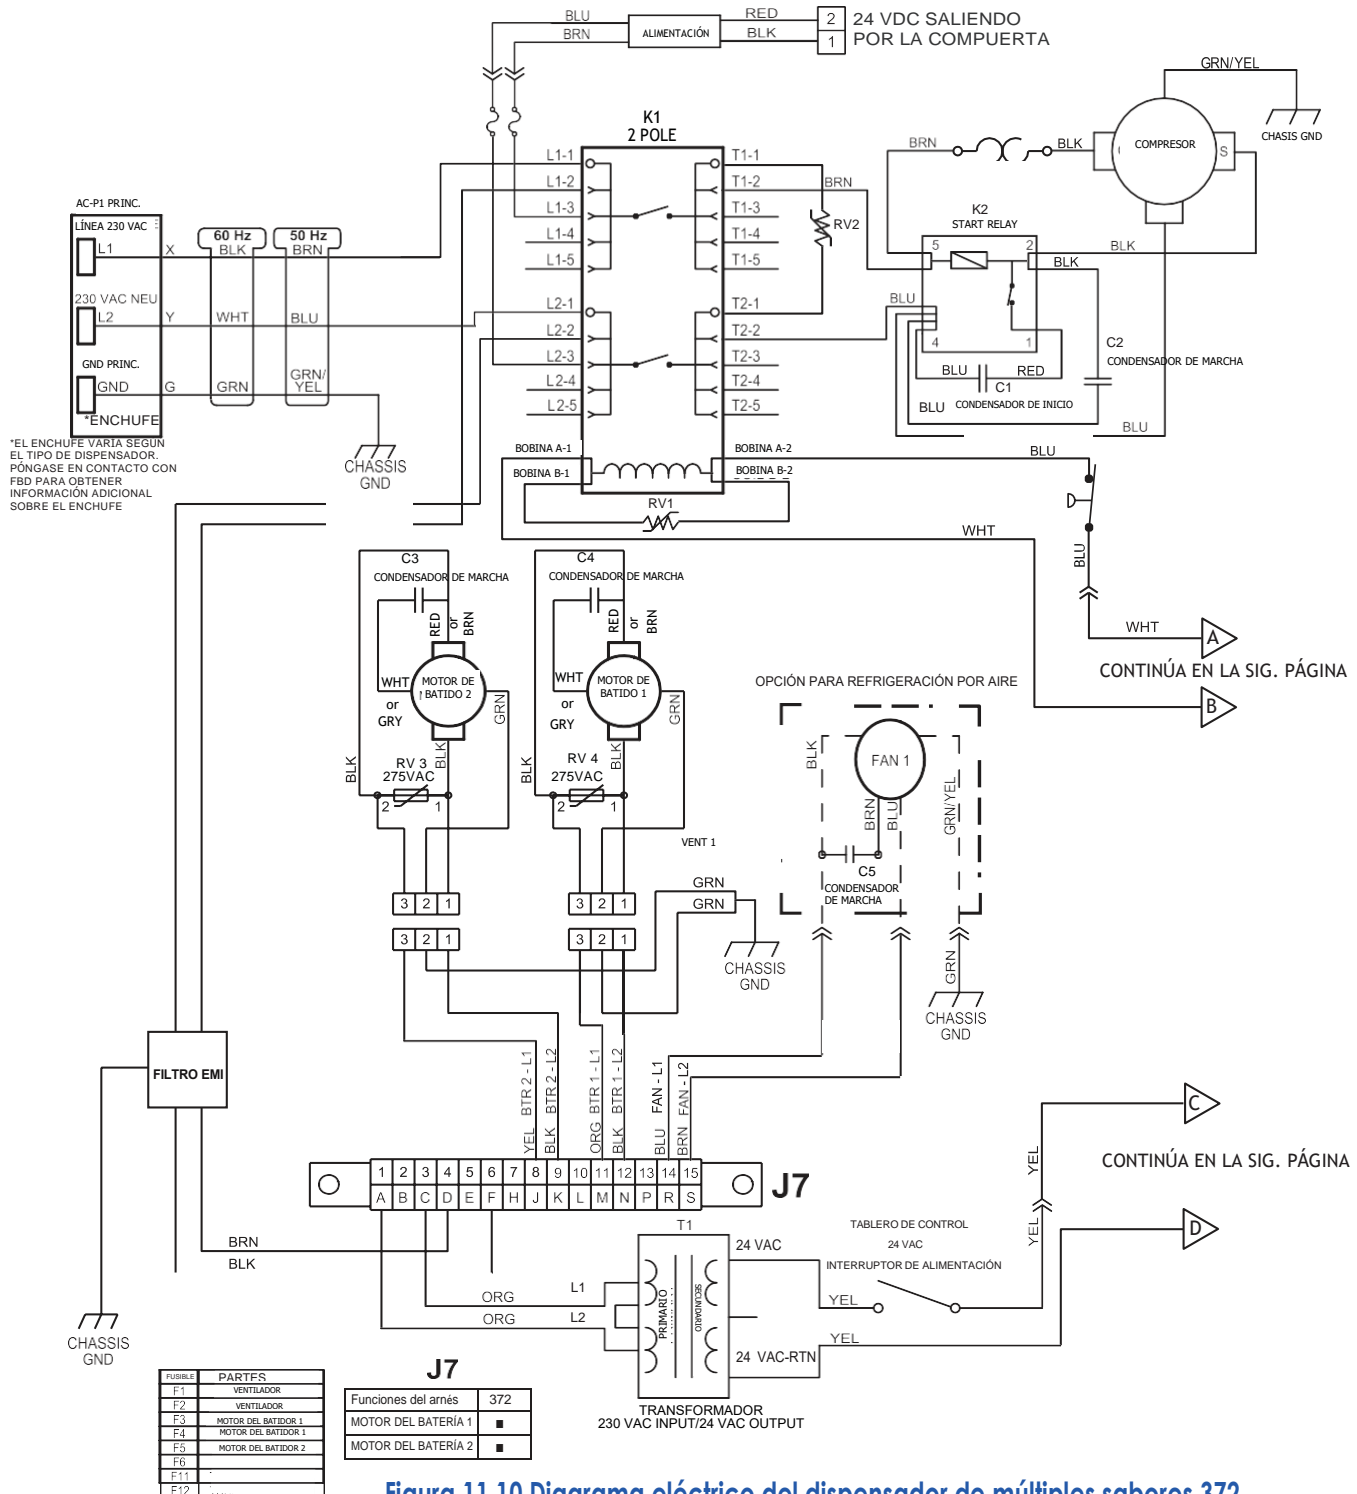 BLU
BRN
ALIMENTACIÓN
RED
BLK
2
1
24 VDC SALIENDO
POR LA COMPUERTA
GRN/YEL
CHASIS GND
K1
2 POLE
BRN
BLK
COMPRESOR
S
L1-1
L1-2
L1-3
L1-4
L1-5
L2-1
L2-2
L2-3
L2-4
L2-5
T1-1
T1-2
T1-3
T1-4
T1-5
T2-1
T2-2
T2-3
T2-4
T2-5
BRN
RV2
K2
START RELAY
5
2
4
1
BLK
BLK
BLU
BLU
RED
C1
CONDENSADOR DE INICIO
C2
CONDENSADOR DE MARCHA
BLU
BLU
AC-P1 PRINC.
LÍNEA 230 VAC
L1
X
60 Hz
50 Hz
BLK
BRN
230 VAC NEU
L2
Y
WHT
BLU
GND PRINC.
GND
G
GRN
GRN/
YEL
*ENCHUFE
*EL ENCHUFE VARÍA SEGÚN
EL TIPO DE DISPENSADOR.
PÓNGASE EN CONTACTO CON
FBD PARA OBTENER
INFORMACIÓN ADICIONAL
SOBRE EL ENCHUFE
CHASSIS
GND
BOBINA A-1
BOBINA B-1
BOBINA A-2
BOBINA B-2
RV1
BLU
WHT
BLU
WHT
A
CONTINÚA EN LA SIG. PÁGINA
B
C3
CONDENSADOR DE MARCHA
RED
or
BRN
WHT
or
GRY
MOTOR DE
BATIDO 2
GRN
BLK
BLK
RV 3
275VAC
2
1
C4
CONDENSADOR DE MARCHA
RED
or
BRN
WHT
or
GRY
MOTOR DE
BATIDO 1
GRN
BLK
BLK
RV 4
275VAC
2
1
VENT 1
OPCIÓN PARA REFRIGERACIÓN POR AIRE
BLK
FAN 1
BRN
BLU
GRN/YEL
C5
CONDENSADOR
DE MARCHA
3 2 1
3 2 1
3 2 1
3 2 1
GRN
GRN
CHASSIS
GND
GRN
CHASSIS
GND
FILTRO EMI
YEL BTR 2 - L1
BLK BTR 2 - L2
ORG BTR 1 - L1
BLK BTR 1 - L2
BLU FAN - L1
BRN FAN - L2
1 2 3 4 5 6 7 8 9 10 11 12 13 14 15
A B C D E F H J K L M N P R S
J7
C
CONTINÚA EN LA SIG. PÁGINA
YEL
YEL
D
BRN
BLK
ORG
ORG
L1
L2
T1
PRIMARIO
SECUNDARIO
24 VAC
24 VAC-RTN
TABLERO DE CONTROL
24 VAC
INTERRUPTOR DE ALIMENTACIÓN
YEL
YEL
TRANSFORMADOR
230 VAC INPUT/24 VAC OUTPUT
CHASSIS
GND
FUSIBLE PARTES
F1 VENTILADOR
F2 VENTILADOR
F3 MOTOR DEL BATIDOR 1
F4 MOTOR DEL BATIDOR 1
F5 MOTOR DEL BATIDOR 2
F6
F11
F12
J7
Funciones del arnés 372
MOTOR DEL BATERÍA 1 ■
MOTOR DEL BATERÍA 2 ■
Figura 11.10 Diagrama eléctrico del dispensador de múltiples sabores 372